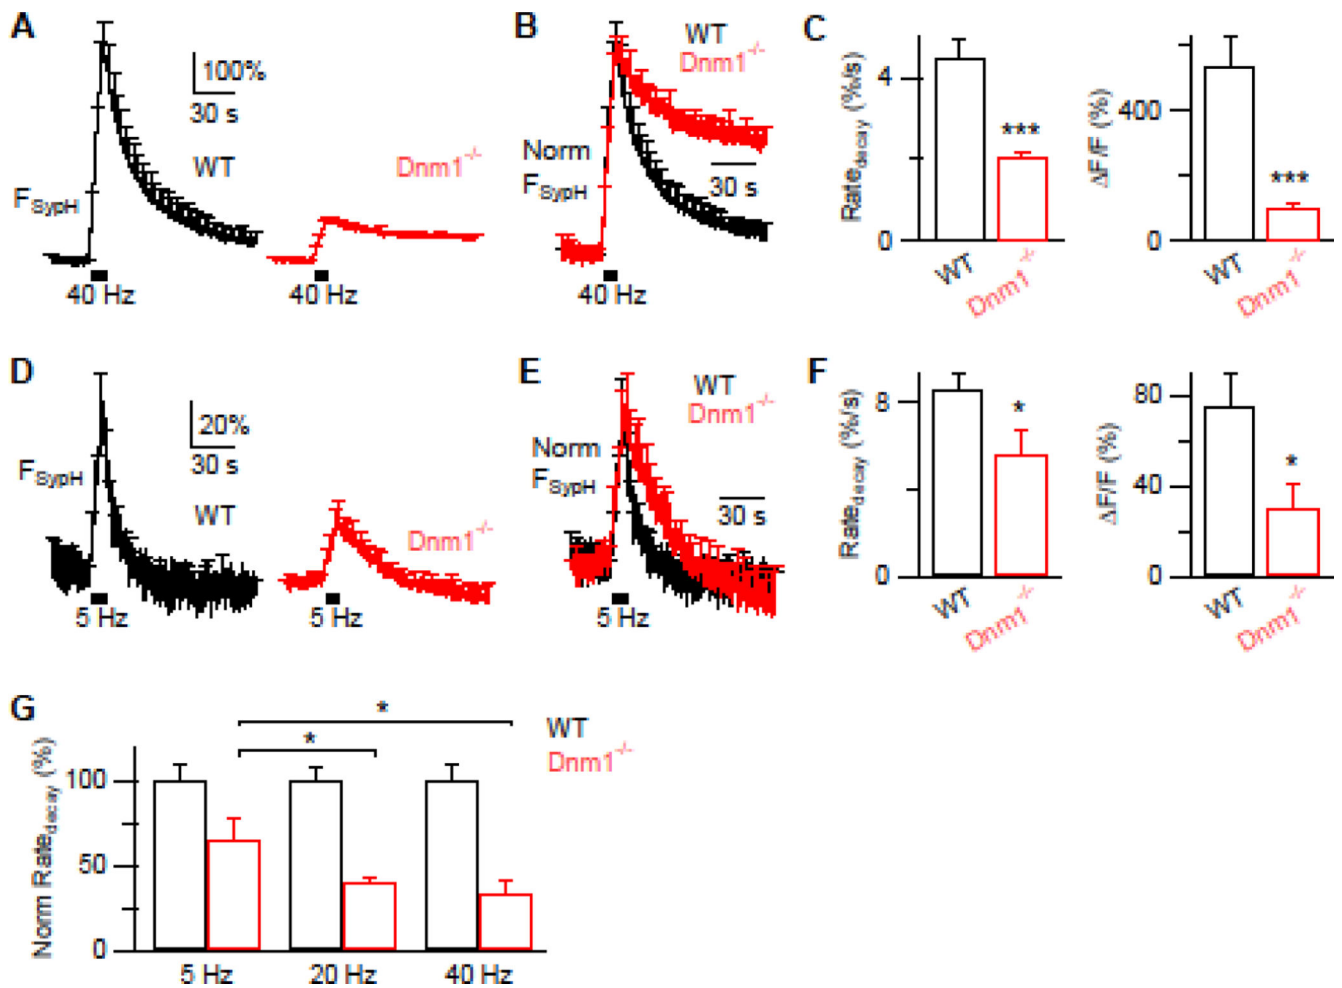 A
100%
30 s
WT
Dnm1-/-
FSypH
40 Hz
40 Hz
B
WT
Dnm1-/-
Norm
FSypH
30 s
40 Hz
C
Ratedecay (%/s)
4
0
***
WT
Dnm1-/-
ΔF/F (%)
400
0
***
WT
Dnm1-/-
D
20%
30 s
FSypH
WT
Dnm1-/-
5 Hz
5 Hz
E
WT
Dnm1-/-
Norm
FSypH
30 s
5 Hz
F
Ratedecay (%/s)
8
0
*
WT
Dnm1-/-
ΔF/F (%)
80
40
0
*
WT
Dnm1-/-
G
*
*
WT
Dnm1-/-
Norm Ratedecay (%)
100
50
0
5 Hz
20 Hz
40 Hz